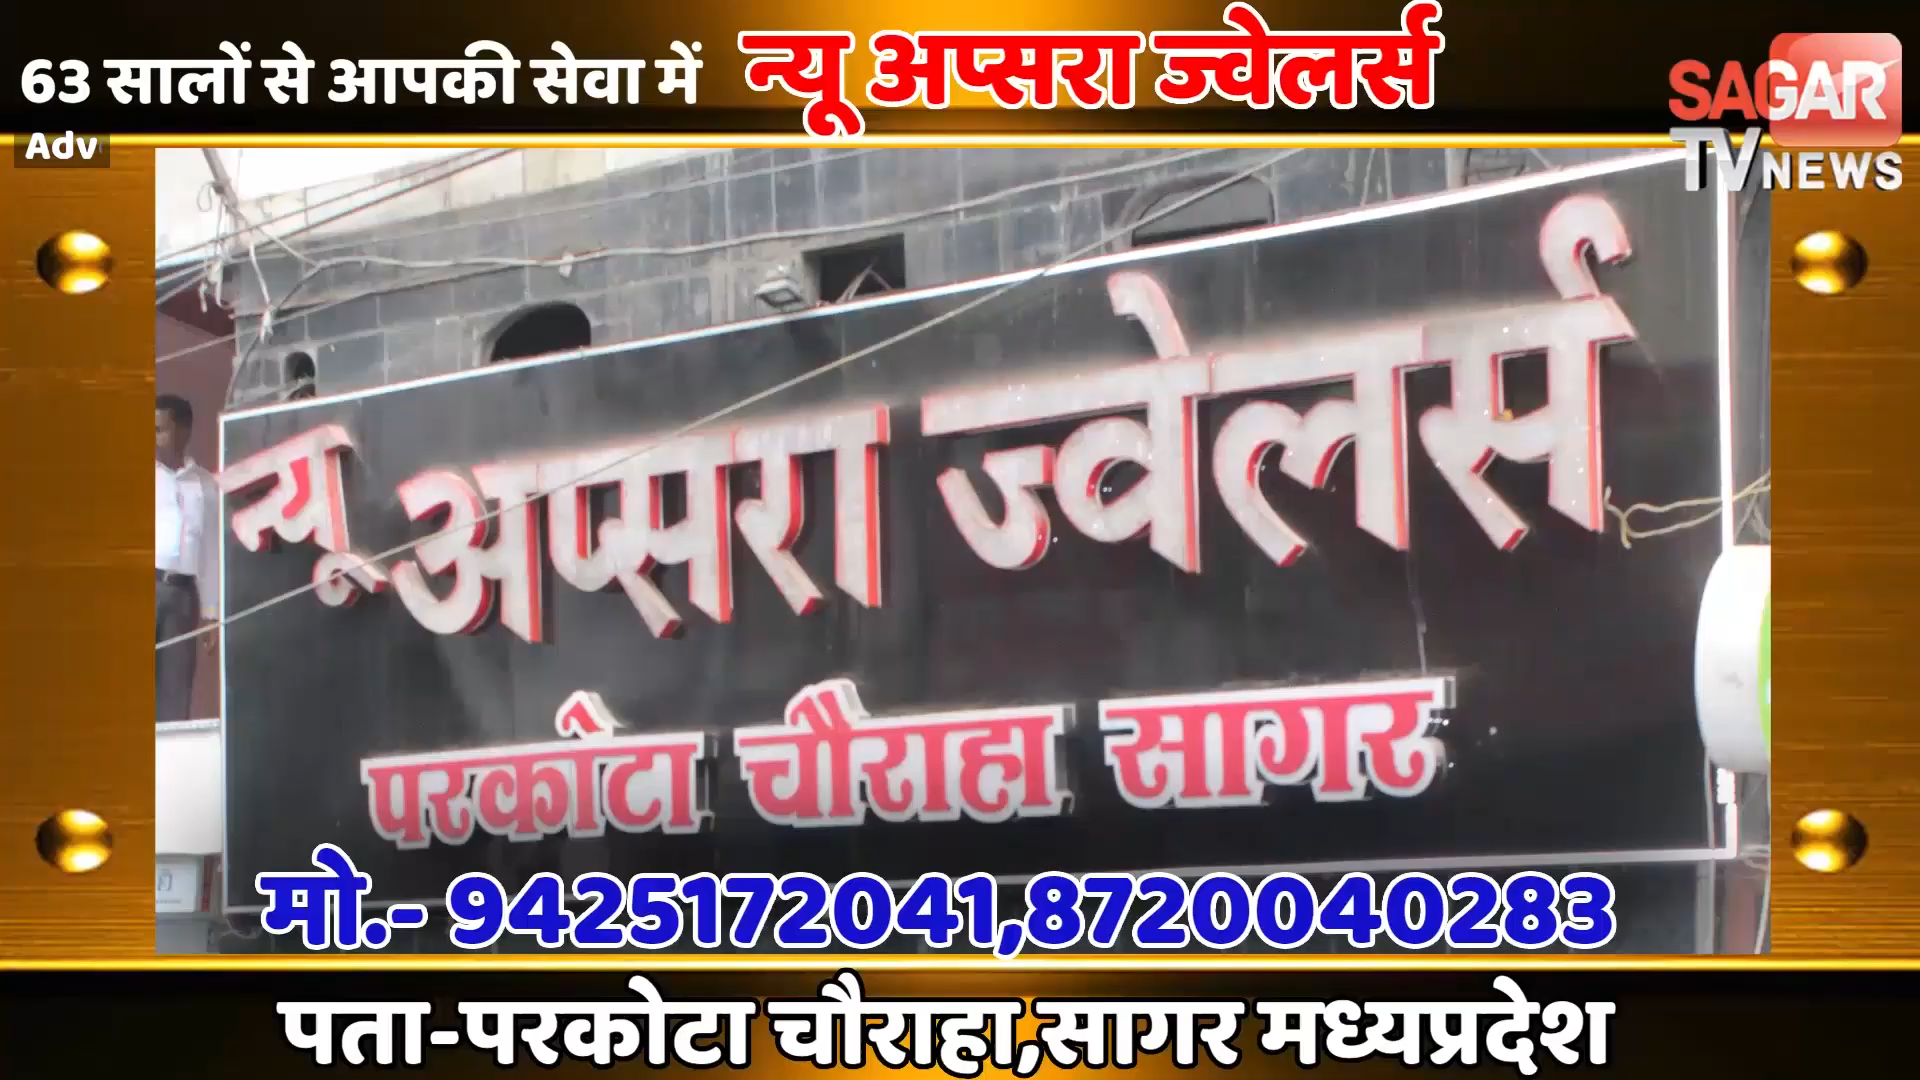 63 सालों से आपकी सेवा में न्यू अप्सरा ज्वेलर्स
SAGAR
TV NEWS
Adv
न्यू अप्सरा ज्वेलर्स
परकोटा चौराहा सागर
मो.- 9425172041,8720040283
पता-परकोटा चौराहा,सागर मध्यप्रदेश